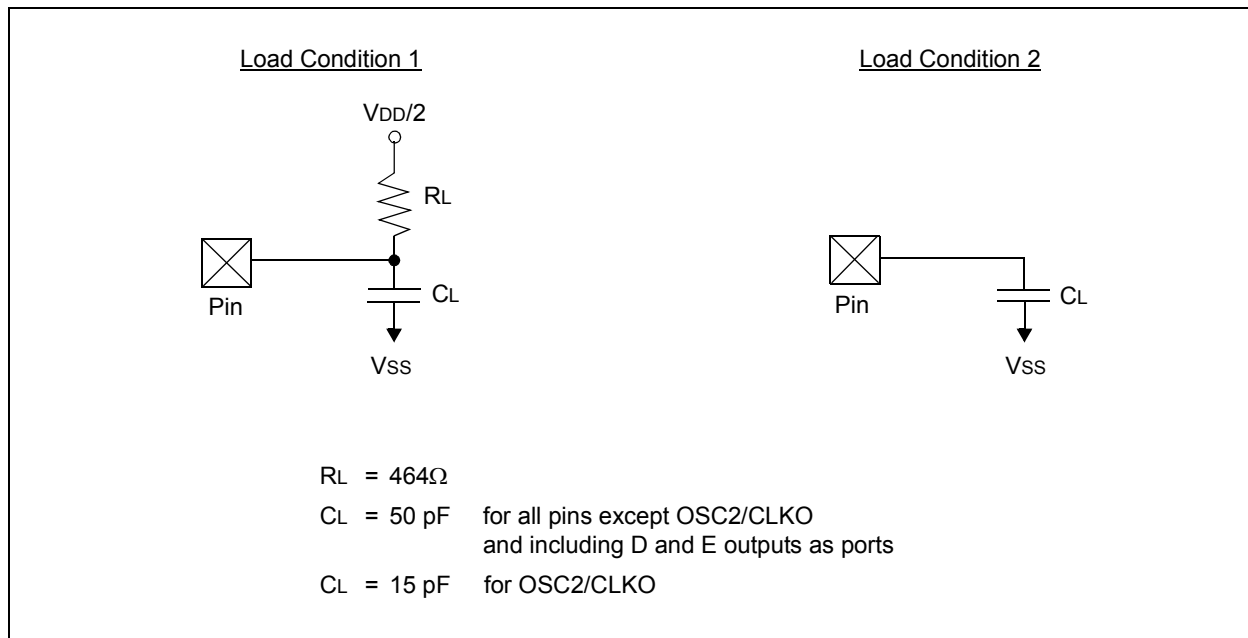 Load Condition 1
VDD/2
RL
Pin
CL
VSS
Load Condition 2
Pin
CL
VSS
RL = 464Ω
CL = 50 pF for all pins except OSC2/CLKO
and including D and E outputs as ports
CL = 15 pF for OSC2/CLKO